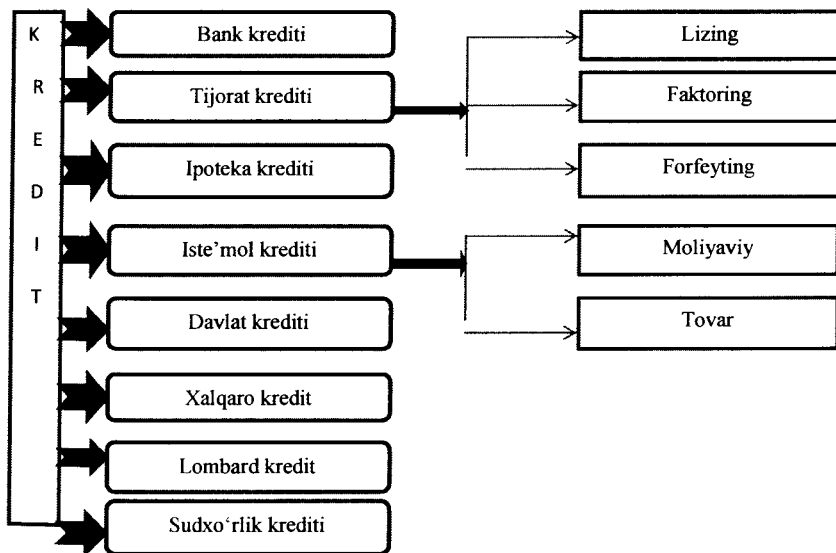 KREDIT
Bank krediti
Tijorat krediti
Ipoteka krediti
Iste’mol krediti
Davlat krediti
Xalqaro kredit
Lombard kredit
Sudxo‘rlik krediti
Lizing
Faktoring
Forfeyting
Moliyaviy
Tovar